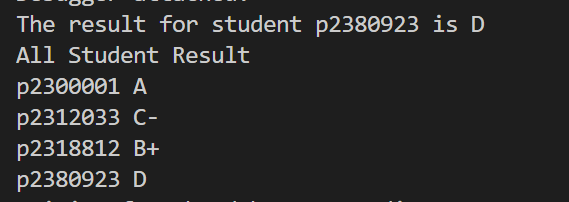 The result for student p2380923 is D
All Student Result
p2300001 A
p2312033 C-
p2318812 B+
p2380923 D